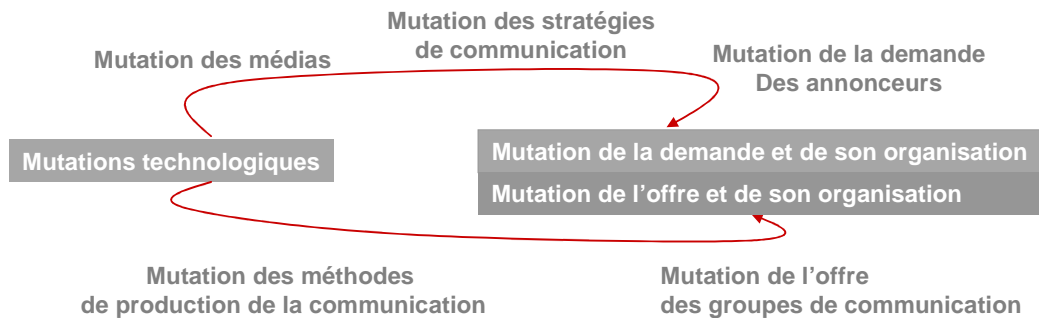 Mutation des stratégies
de communication
Mutation des médias
Mutation de la demande
Des annonceurs
Mutations technologiques
Mutation de la demande et de son organisation
Mutation de l’offre et de son organisation
Mutation des méthodes
de production de la communication
Mutation de l’offre
des groupes de communication